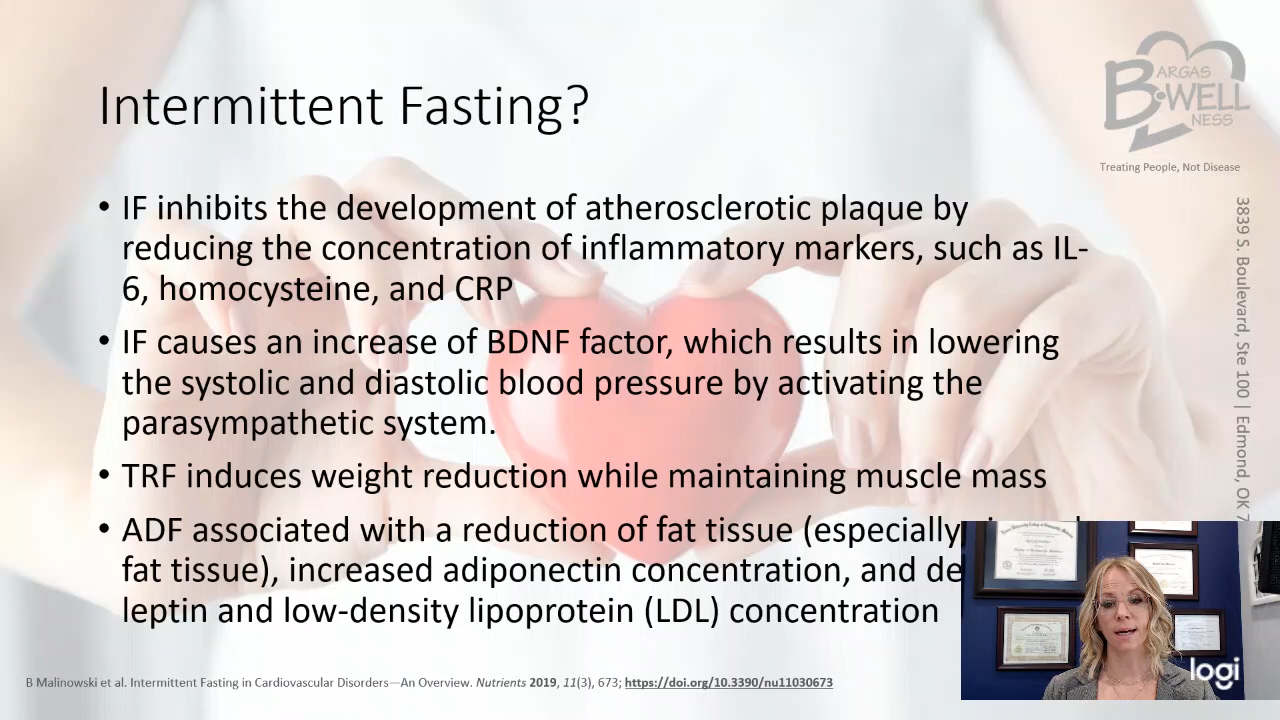 Intermittent Fasting?
BARGAS
B·WELL
NESS
Treating People, Not Disease
3839 S. Boulevard, Ste 100 | Edmond, OK 7
• IF inhibits the development of atherosclerotic plaque by
reducing the concentration of inflammatory markers, such as IL-
6, homocysteine, and CRP
• IF causes an increase of BDNF factor, which results in lowering
the systolic and diastolic blood pressure by activating the
parasympathetic system.
• TRF induces weight reduction while maintaining muscle mass
• ADF associated with a reduction of fat tissue (especially
fat tissue), increased adiponectin concentration, and de
leptin and low-density lipoprotein (LDL) concentration
B Malinowski et al. Intermittent Fasting in Cardiovascular Disorders—An Overview. Nutrients 2019, 11(3), 673; https://doi.org/10.3390/nu11030673
logi